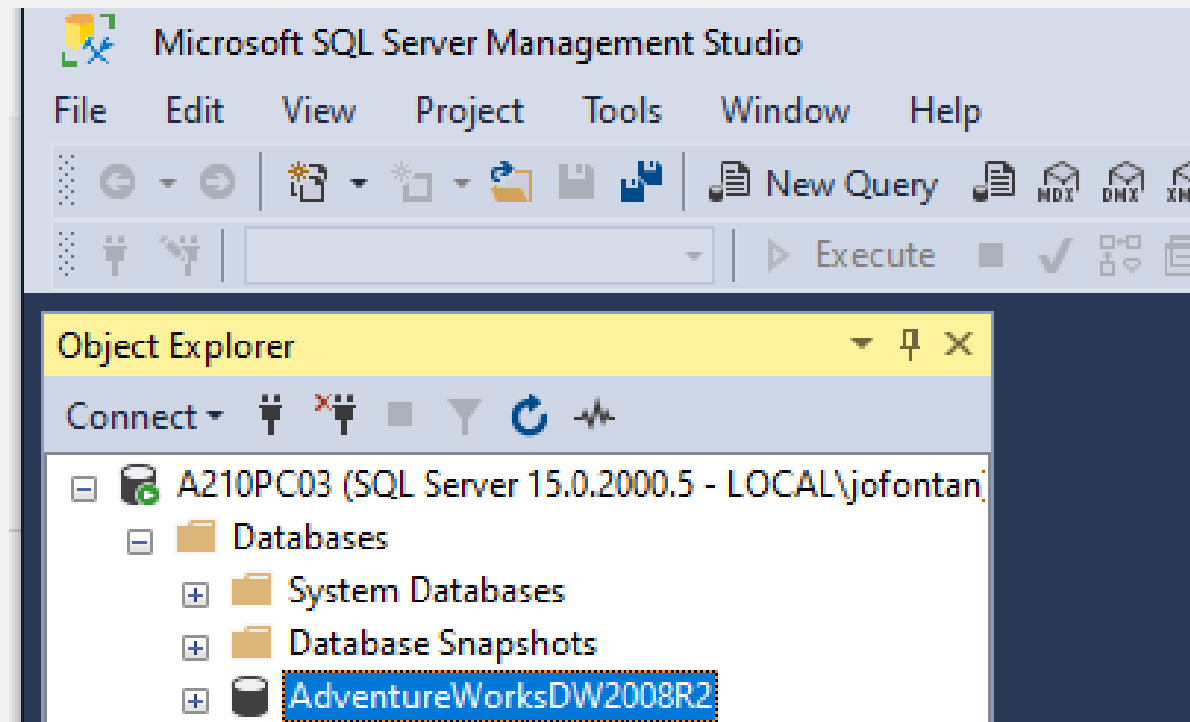 Microsoft SQL Server Management Studio
File Edit View Project Tools Window Help
New Query MDX DMX
Execute
Object Explorer
Connect
A210PC03 (SQL Server 15.0.2000.5 - LOCAL\jofontan
Databases
System Databases
Database Snapshots
AdventureWorksDW2008R2